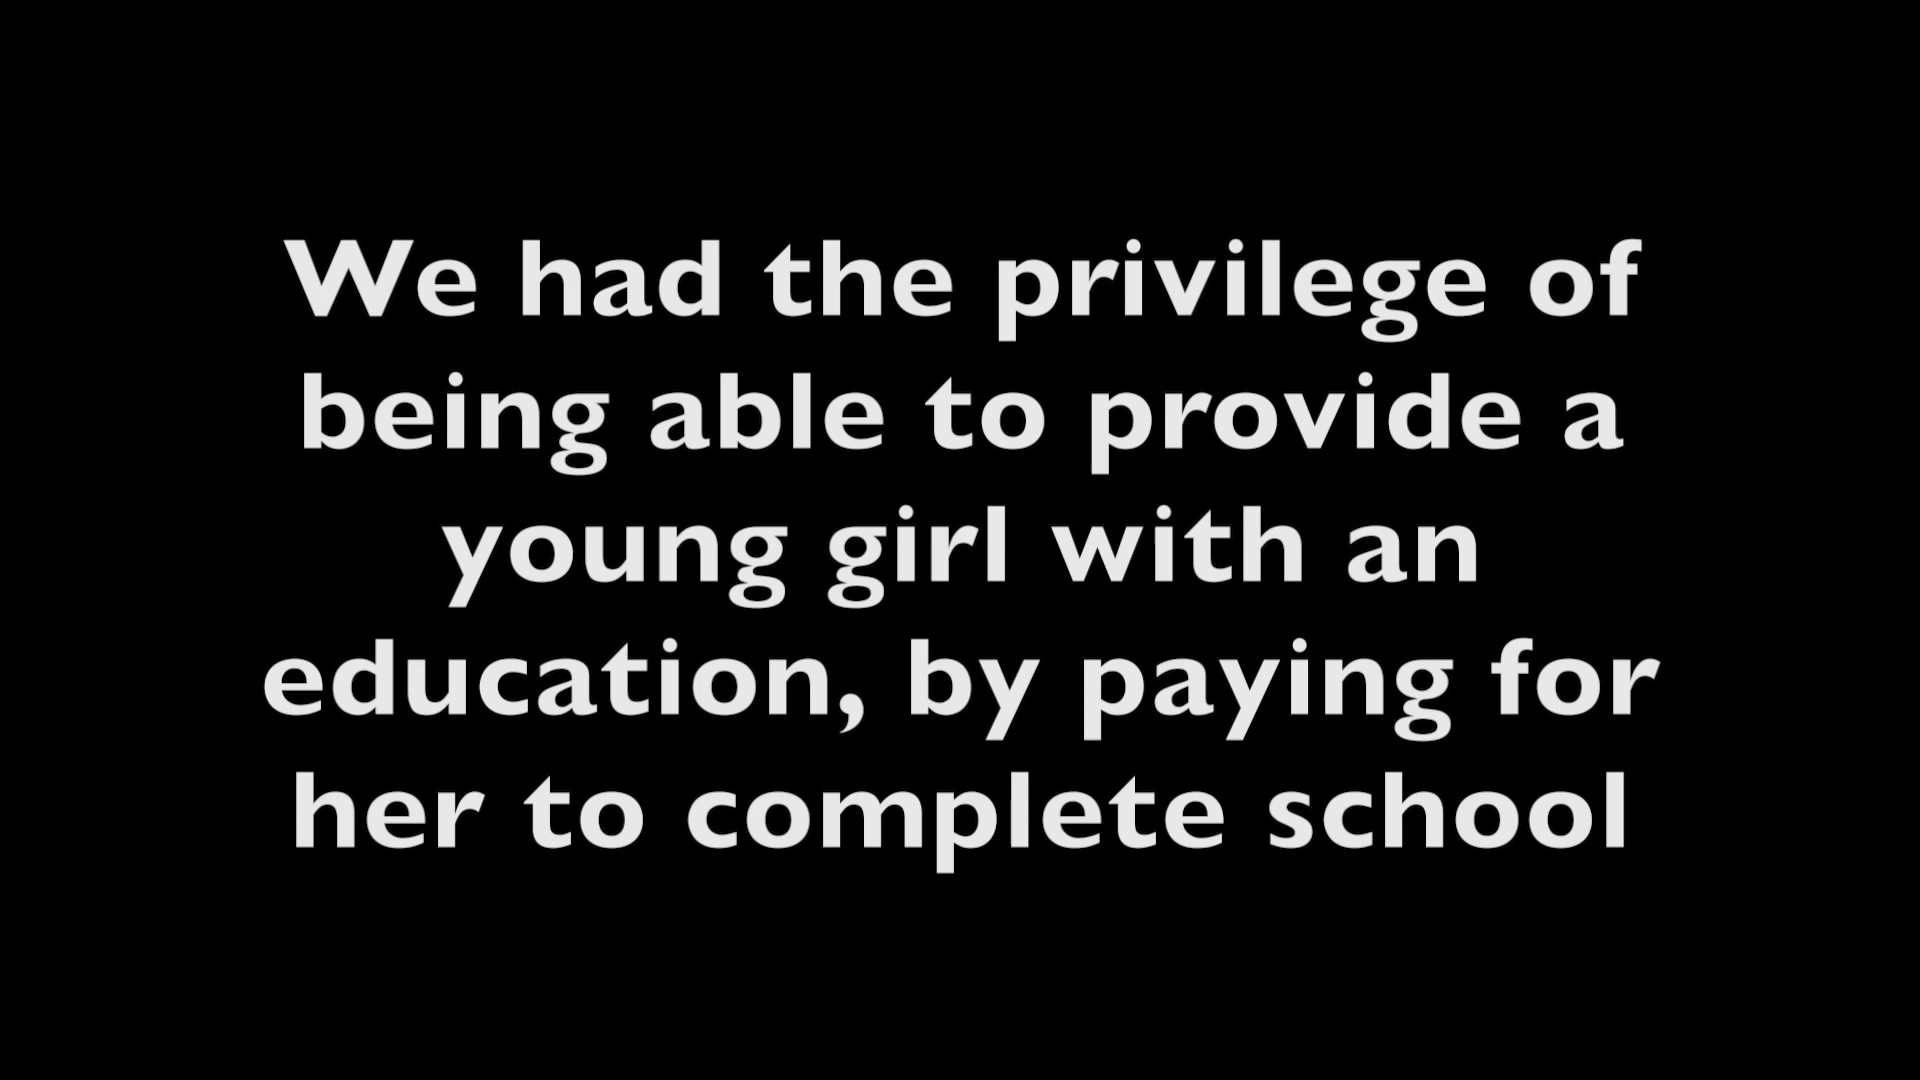 We had the privilege of
being able to provide a
young girl with an
education, by paying for
her to complete school